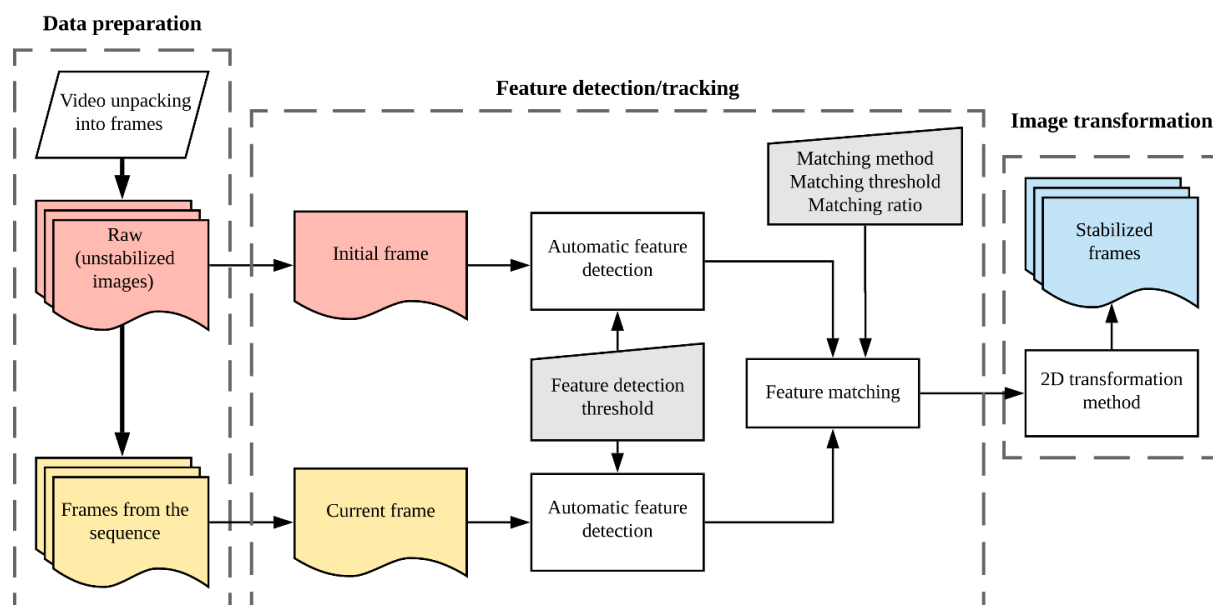 Data preparation
Video unpacking
into frames
Raw
(unstabilized
images)
Frames from the
sequence
Feature detection/tracking
Initial frame
Automatic feature
detection
Feature detection
threshold
Current frame
Automatic feature
detection
Matching method
Matching threshold
Matching ratio
Feature matching
Image transformation
Stabilized
frames
2D transformation
method